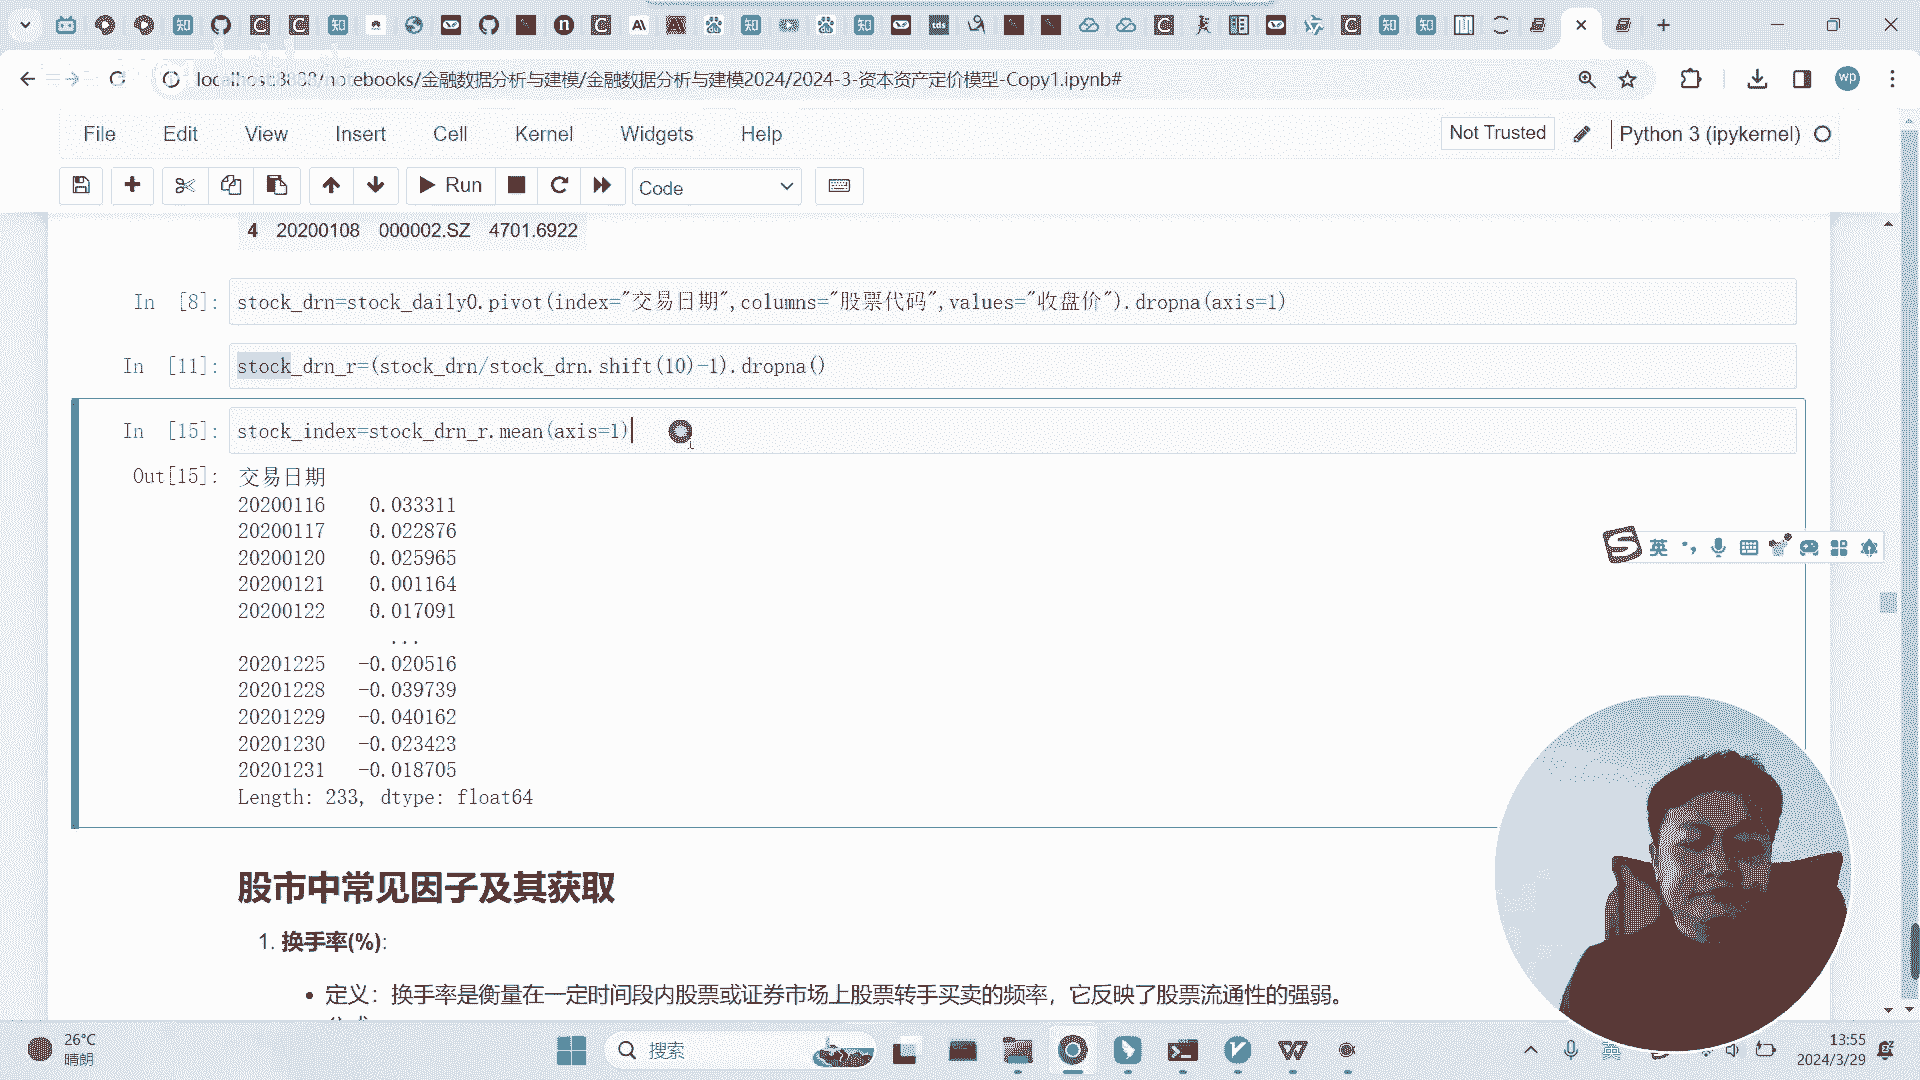 localhost:8888/notebooks/金融数据分析与建模/金融数据分析与建模2024/2024-3-资本资产定价模型-Copy1.ipynb#
wp
File Edit View Insert Cell Kernel Widgets Help
Not Trusted
Python 3 (ipykernel)
Run
Code
4 20200108 000002.SZ 4701.6922
In [8]: stock_drn=stock_daily0.pivot(index="交易日期",columns="股票代码",values="收盘价").dropna(axis=1)
In [11]: stock_drn_r=(stock_drn/stock_drn.shift(10)-1).dropna()
In [15]: stock_index=stock_drn_r.mean(axis=1)
Out[15]: 交易日期
20200116 0.033311
20200117 0.022876
20200120 0.025965
20200121 0.001164
20200122 0.017091
...
20201225 -0.020516
20201228 -0.039739
20201229 -0.040162
20201230 -0.023423
20201231 -0.018705
Length: 233, dtype: float64
英
股市中常见因子及其获取
1. 换手率(%):
• 定义：换手率是衡量在一定时间段内股票或证券市场上股票转手买卖的频率，它反映了股票流通性的强弱。
26°C
晴朗
搜索
英
13:55
2024/3/29